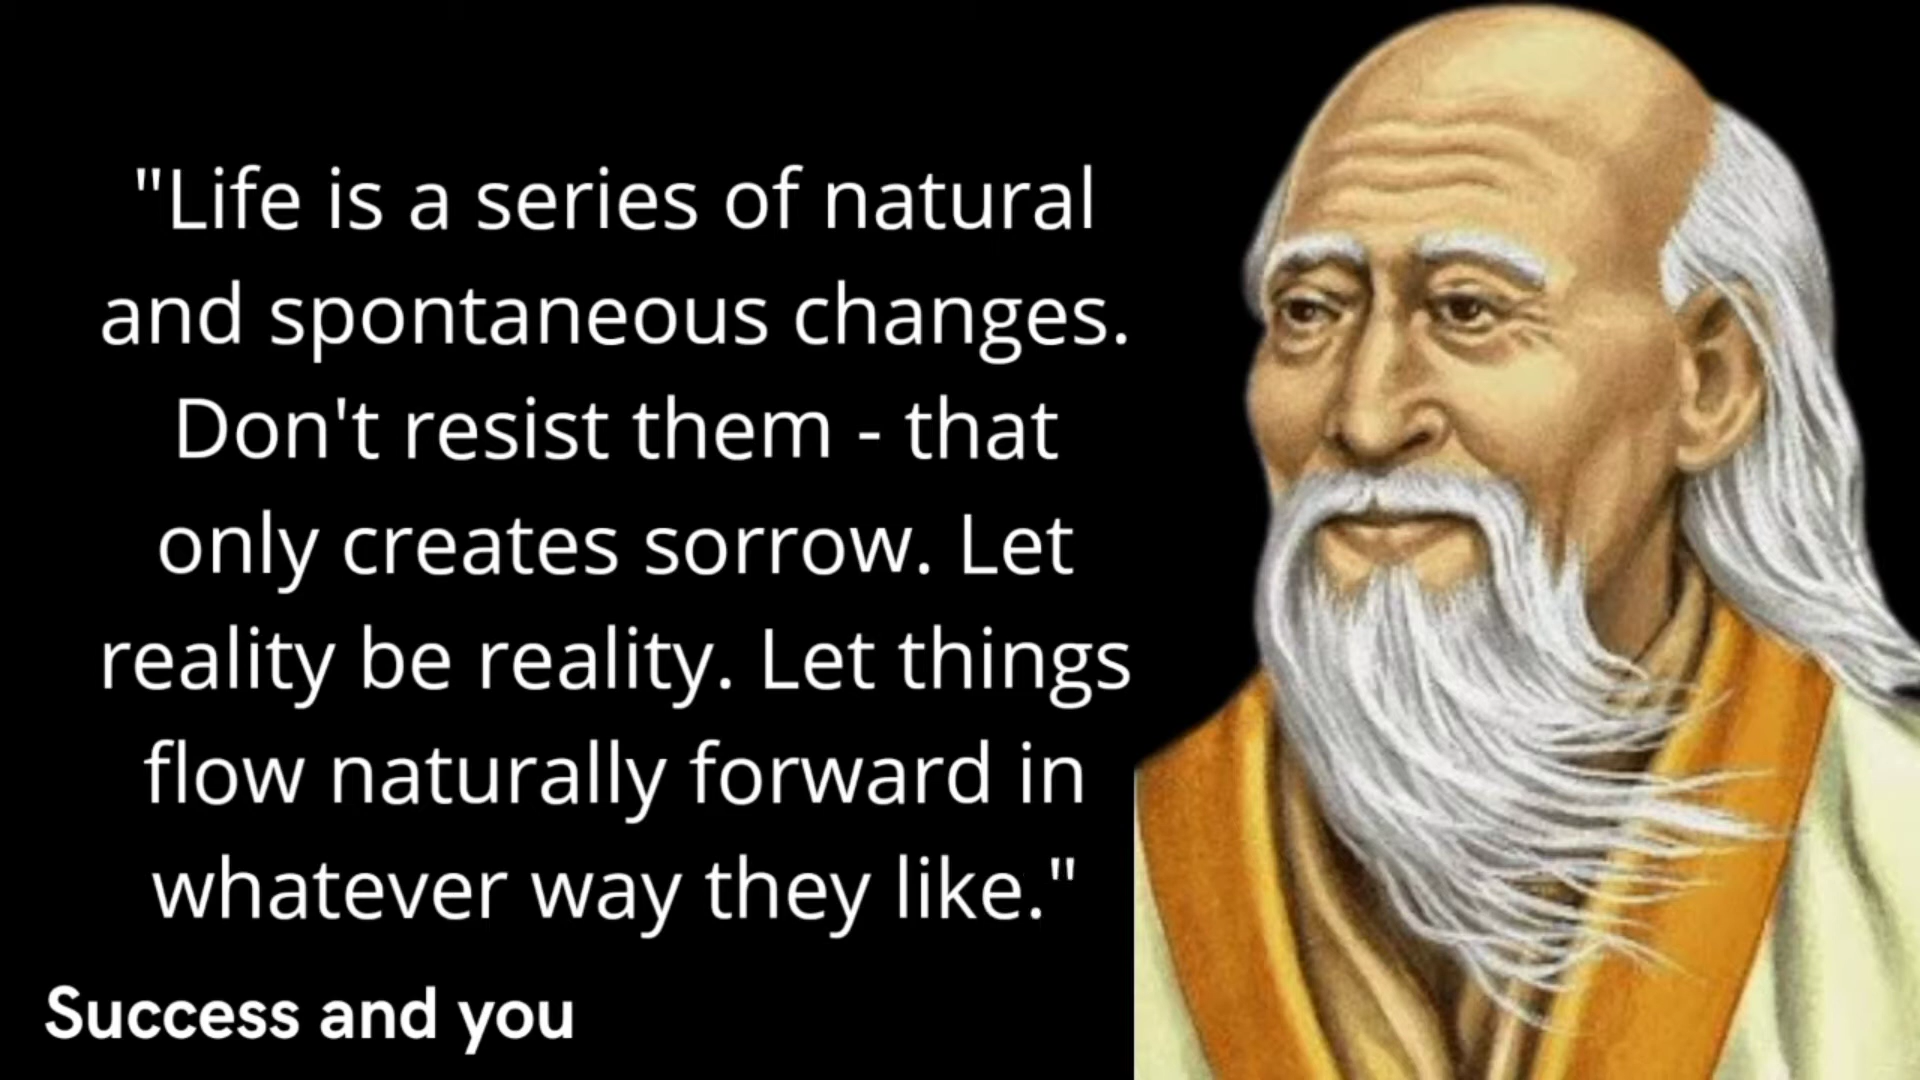 "Life is a series of natural
and spontaneous changes.
Don't resist them - that
only creates sorrow. Let
reality be reality. Let things
flow naturally forward in
whatever way they like."
Success and you